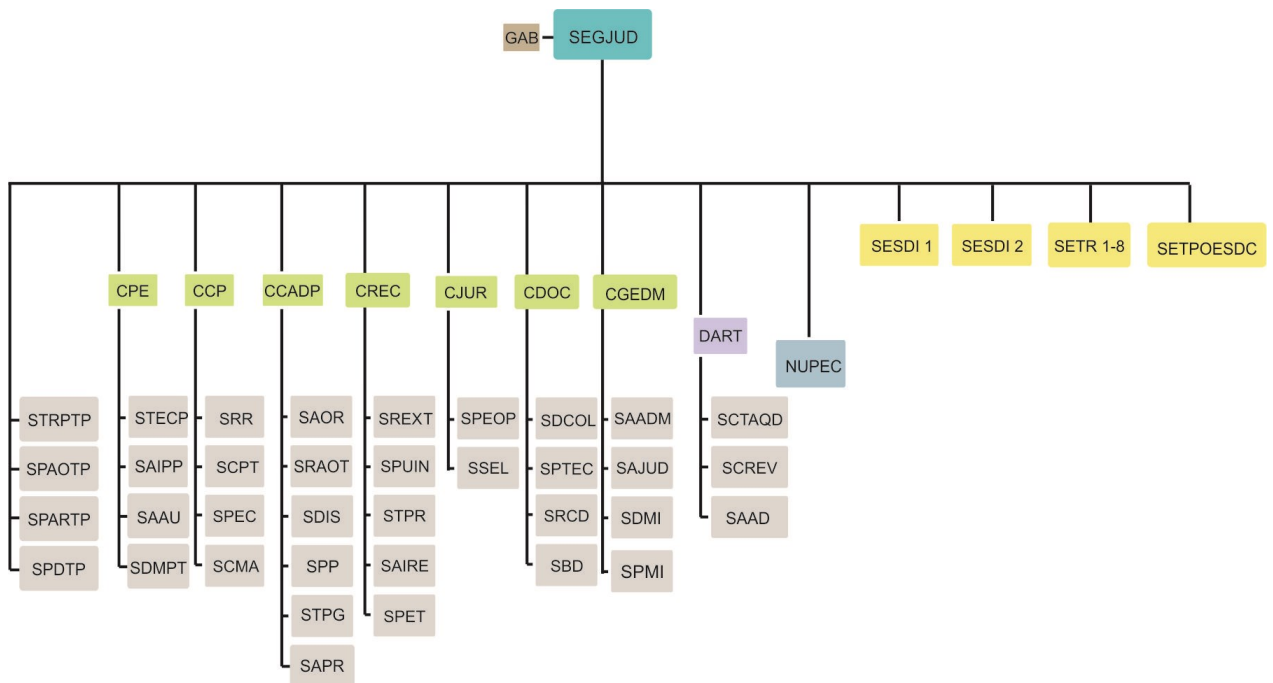 GAB
SEGJUD
SESDI 1
SESDI 2
SETR 1-8
SETPOESDC
CPE
CCP
CCADP
CREC
CJUR
CDOC
CGEDM
DART
NUPEC
STRPTP
SPAOTP
SPARTP
SPDTP
STECP
SAIPP
SAAU
SDMPT
SRR
SCPT
SPEC
SCMA
SAOR
SRAOT
SDIS
SPP
STPG
SAPR
SREXT
SPUIN
STPR
SAIRE
SPET
SPEOP
SSEL
SDCOL
SPTEC
SRCD
SBD
SAADM
SAJUD
SDMI
SPMI
SCTAQD
SCREV
SAAD